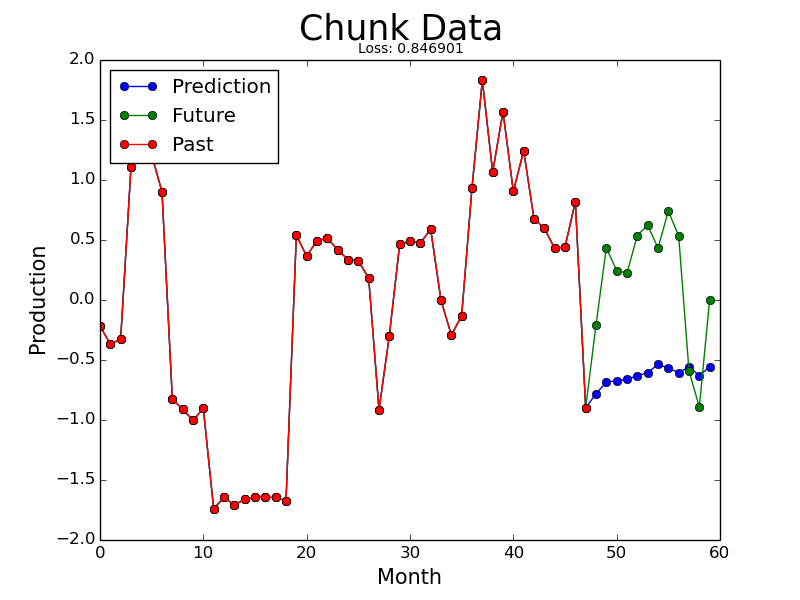 Chunk Data
Loss: 0.846901
Prediction
Future
Past
2.0
1.5
1.0
0.5
0.0
−0.5
−1.0
−1.5
−2.0
Production
0 10 20 30 40 50 60
Month